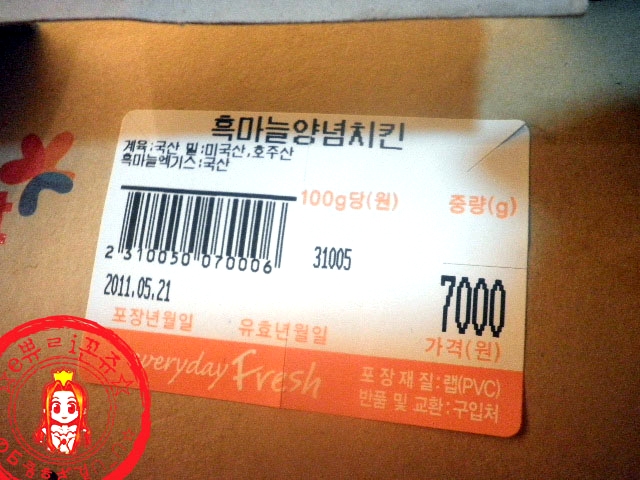 흑마늘양념치킨
계육:국산 밀:미국산,호주산
흑마늘엑기스:국산
100g당(원) 중량(g)
2 310050 070006
31005
2011.05.21
7000
포장년월일 유효년월일
가격(원)
everyday Fresh
포장재질:랩(PVC)
반품 및 교환:구입처